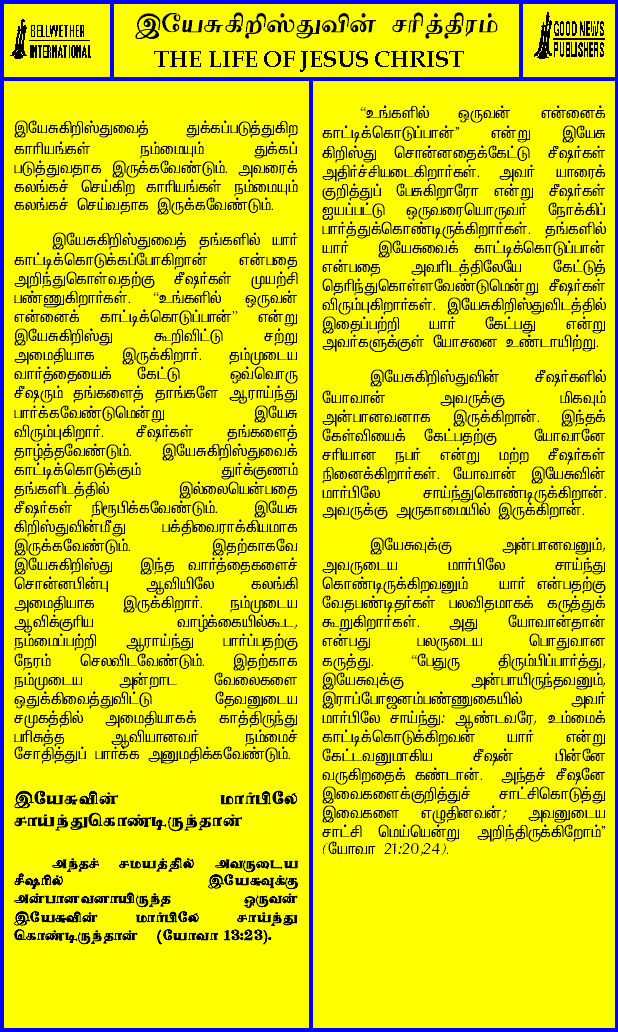 BELLWETHER
INTERNATIONAL
இயேசுகிறிஸ்துவின் சரித்திரம்
THE LIFE OF JESUS CHRIST
GOOD NEWS
PUBLISHERS
இயேசுகிறிஸ்துவைத் துக்கப்படுத்துகிற
காரியங்கள் நம்மையும் துக்கப்
படுத்துவதாக இருக்கவேண்டும். அவரைக்
கலங்கச் செய்கிற காரியங்கள் நம்மையும்
கலங்கச் செய்வதாக இருக்கவேண்டும்.
இயேசுகிறிஸ்துவைத் தங்களில் யார்
காட்டிக்கொடுக்கப்போகிறான் என்பதை
அறிந்துகொள்வதற்கு சீஷர்கள் முயற்சி
பண்ணுகிறார்கள். “உங்களில் ஒருவன்
என்னைக் காட்டிக்கொடுப்பான்” என்று
இயேசுகிறிஸ்து கூறிவிட்டு சற்று
அமைதியாக இருக்கிறார். தம்முடைய
வார்த்தையைக் கேட்டு ஒவ்வொரு
சீஷரும் தங்களைத் தாங்களே ஆராய்ந்து
பார்க்கவேண்டுமென்று இயேசு
விரும்புகிறார். சீஷர்கள் தங்களைத்
தாழ்த்தவேண்டும். இயேசுகிறிஸ்துவைக்
காட்டிக்கொடுக்கும் துர்க்குணம்
தங்களிடத்தில் இல்லையென்பதை
சீஷர்கள் நிரூபிக்கவேண்டும். இயேசு
கிறிஸ்துவின்மீது பக்திவைராக்கியமாக
இருக்கவேண்டும். இதற்காகவே
இயேசுகிறிஸ்து இந்த வார்த்தைகளைச்
சொன்னபின்பு ஆவியிலே கலங்கி
அமைதியாக இருக்கிறார். நம்முடைய
ஆவிக்குரிய வாழ்க்கையில்கூட,
நம்மைப்பற்றி ஆராய்ந்து பார்ப்பதற்கு
நேரம் செலவிடவேண்டும். இதற்காக
நம்முடைய அன்றாட வேலைகளை
ஒதுக்கிவைத்துவிட்டு தேவனுடைய
சமுகத்தில் அமைதியாகக் காத்திருந்து
பரிசுத்த ஆவியானவர் நம்மைச்
சோதித்துப் பார்க்க அனுமதிக்கவேண்டும்.
இயேசுவின் மார்பிலே
சாய்ந்துகொண்டிருந்தான்
அந்தச் சமயத்தில் அவருடைய
சீஷரில் இயேசுவுக்கு
அன்பானவனாயிருந்த ஒருவன்
இயேசுவின் மார்பிலே சாய்ந்து
கொண்டிருந்தான் (யோவா 13:23).
“உங்களில் ஒருவன் என்னைக்
காட்டிக்கொடுப்பான்” என்று இயேசு
கிறிஸ்து சொன்னதைக்கேட்டு சீஷர்கள்
அதிர்ச்சியடைகிறார்கள். அவர் யாரைக்
குறித்துப் பேசுகிறாரோ என்று சீஷர்கள்
ஐயப்பட்டு ஒருவரையொருவர் நோக்கிப்
பார்த்துக்கொண்டிருக்கிறார்கள். தங்களில்
யார் இயேசுவைக் காட்டிக்கொடுப்பான்
என்பதை அவரிடத்திலேயே கேட்டுத்
தெரிந்துகொள்ளவேண்டுமென்று சீஷர்கள்
விரும்புகிறார்கள். இயேசுகிறிஸ்துவிடத்தில்
இதைப்பற்றி யார் கேட்பது என்று
அவர்களுக்குள் யோசனை உண்டாயிற்று.
இயேசுகிறிஸ்துவின் சீஷர்களில்
யோவான் அவருக்கு மிகவும்
அன்பானவனாக இருக்கிறான். இந்தக்
கேள்வியைக் கேட்பதற்கு யோவானே
சரியான நபர் என்று மற்ற சீஷர்கள்
நினைக்கிறார்கள். யோவான் இயேசுவின்
மார்பிலே சாய்ந்துகொண்டிருக்கிறான்.
அவருக்கு அருகாமையில் இருக்கிறான்.
இயேசுவுக்கு அன்பானவனும்,
அவருடைய மார்பிலே சாய்ந்து
கொண்டிருக்கிறவனும் யார் என்பதற்கு
வேதபண்டிதர்கள் பலவிதமாகக் கருத்துக்
கூறுகிறார்கள். அது யோவான்தான்
என்பது பலருடைய பொதுவான
கருத்து. “பேதுரு திரும்பிப்பார்த்து,
இயேசுவுக்கு அன்பாயிருந்தவனும்,
இராப்போஜனம்பண்ணுகையில் அவர்
மார்பிலே சாய்ந்து: ஆண்டவரே, உம்மைக்
காட்டிக்கொடுக்கிறவன் யார் என்று
கேட்டவனுமாகிய சீஷன் பின்னே
வருகிறதைக் கண்டான். அந்தச் சீஷனே
இவைகளைக்குறித்துச் சாட்சிகொடுத்து
இவைகளை எழுதினவன்; அவனுடைய
சாட்சி மெய்யென்று அறிந்திருக்கிறோம்”
(யோவா 21:20,24).